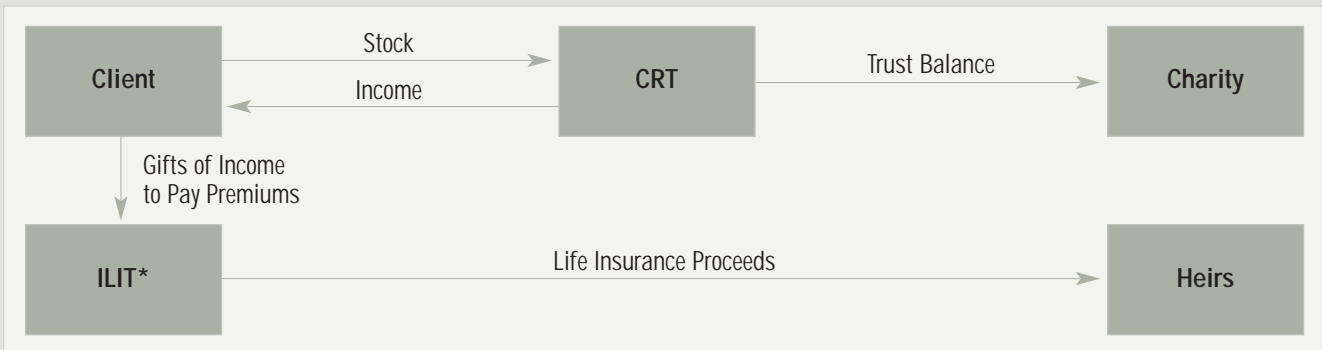 Client
Stock
Income
CRT
Trust Balance
Charity
Gifts of Income
to Pay Premiums
ILIT*
Life Insurance Proceeds
Heirs